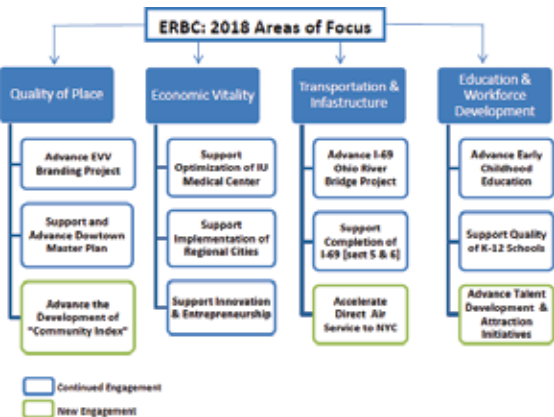 ERBC: 2018 Areas of Focus
Quality of Place
Economic Vitality
Transportation &
Infastructure
Education &
Workforce
Development
Advance EVV
Branding Project
Support and
Advance Dowtown
Master Plan
Advance the
Development of
"Community Index"
Support
Optimization of IU
Medical Center
Support
Implementation of
Regional Cities
Support Innovation
& Entrepreneurship
Advance I-69
Ohio River
Bridge Project
Support
Completion of
I-69 [sect 5 & 6]
Accelerate
Direct Air
Service to NYC
Advance Early
Childhood
Education
Support Quality
of K-12 Schools
Advance Talent
Development &
Attraction
Initiatives
Continued Engagement
New Engagement